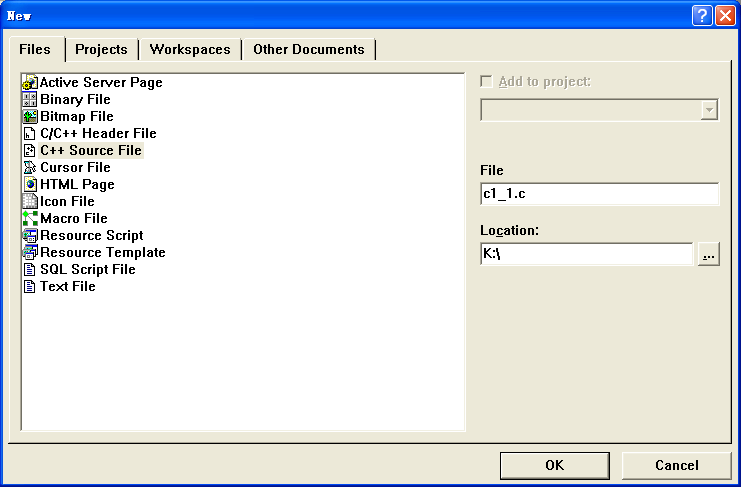 New
Files Projects Workspaces Other Documents
Active Server Page
Binary File
Bitmap File
C/C++ Header File
C++ Source File
Cursor File
HTML Page
Icon File
Macro File
Resource Script
Resource Template
SQL Script File
Text File
Add to project:
File
c1_1.c
Location:
K:\
...
OK Cancel